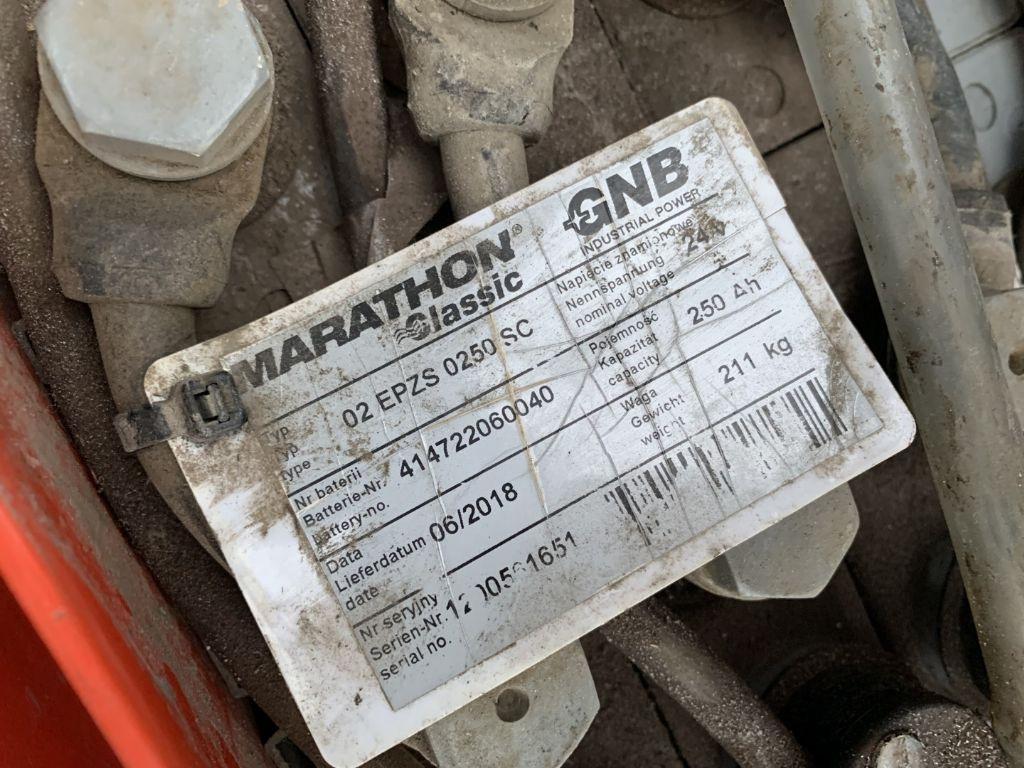 MARATHON®
Classic
GNB
INDUSTRIAL POWER
Typ
Typ
type
02 EPZS 0250 SC
Napięcie znamionowe
Nennspannung
nominal voltage
Nr baterii
Batterie-Nr.
battery-no.
414722060040
Pojemność
Kapazität
capacity
250 Ah
Data
Lieferdatum
date
06/2018
Waga
Gewicht
weicht
211 kg
Nr seryjny
Serien-Nr.
serial no.